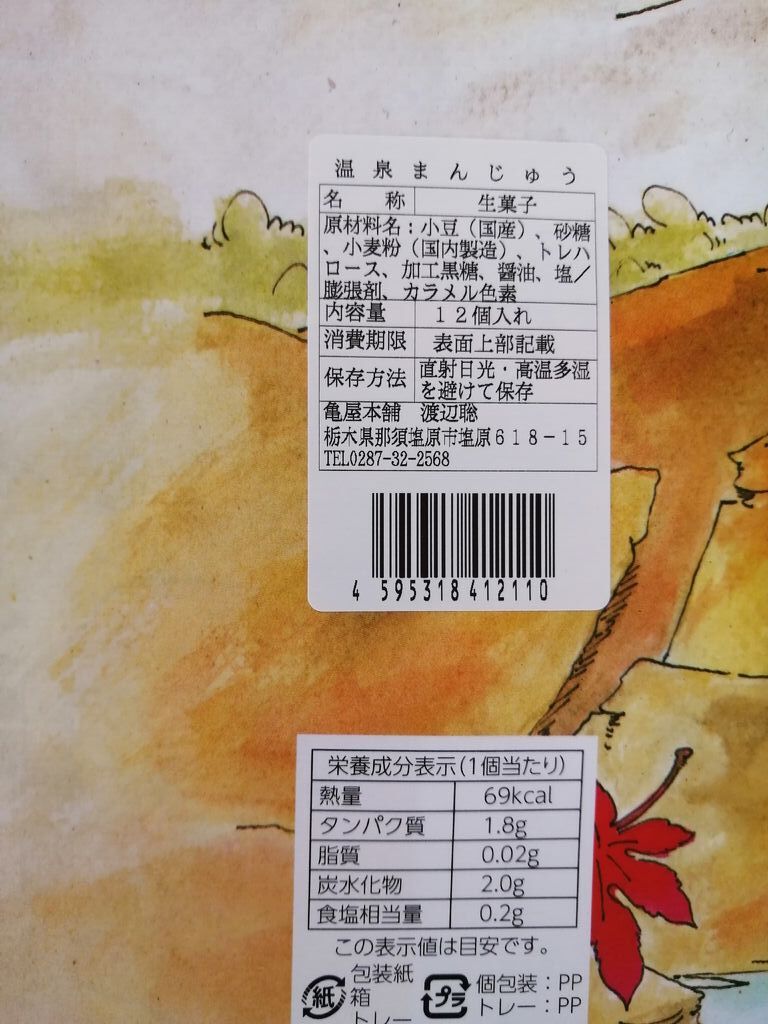 温泉まんじゅう
名　称　生菓子
原材料名：小豆（国産）、砂糖
、小麦粉（国内製造）、トレハ
ロース、加工黒糖、醤油、塩／
膨張剤、カラメル色素
内容量　１２個入れ
消費期限　表面上部記載
保存方法　直射日光・高温多湿
を避けて保存
亀屋本舗　渡辺聡
栃木県那須塩原市塩原６１８－１５
TEL0287-32-2568
4 595318 412110
栄養成分表示(1個当たり)
熱量　69kcal
タンパク質　1.8g
脂質　0.02g
炭水化物　2.0g
食塩相当量　0.2g
この表示値は目安です。
紙　包装紙
箱
トレー
プラ　個包装：PP
トレー：PP